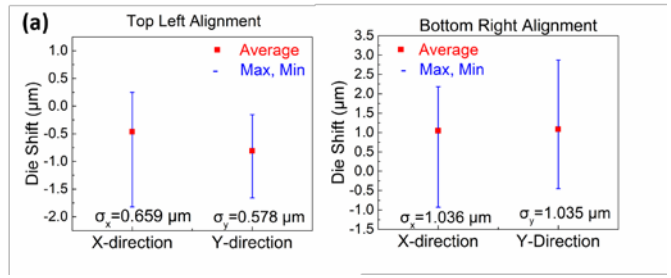 (a)
Top Left Alignment
Average
Max, Min
Die Shift (μm)
1.0
0.5
0.0
-0.5
-1.0
-1.5
-2.0
σx=0.659 μm
σy=0.578 μm
X-direction
Y-direction
Bottom Right Alignment
Average
Max, Min
Die Shift (μm)
3.5
3.0
2.5
2.0
1.5
1.0
0.5
0.0
-0.5
-1.0
-1.5
σx=1.036 μm
σy=1.035 μm
X-direction
Y-Direction